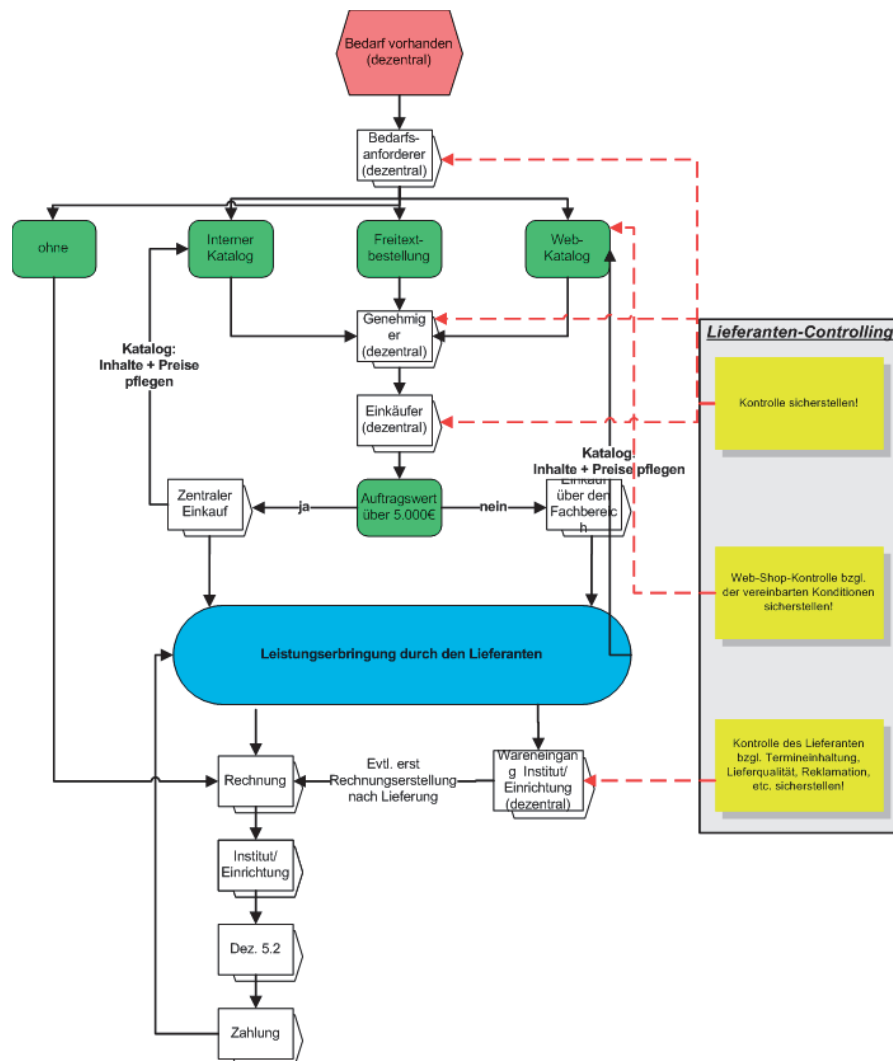 Bedarf vorhanden
(dezentral)
Bedarfs-
anforderer
(dezentral)
ohne
Interner
Katalog
Freitext-
bestellung
Web-
Katalog
Genehmig
er
(dezentral)
Lieferanten-Controlling
Katalog:
Inhalte + Preise
pflegen
Kontrolle sicherstellen!
Einkäufer
(dezentral)
Katalog:
Inhalte + Preise pflegen
Zentraler
Einkauf
ja
Auftragswert
über 5.000€
nein
Einkauf
über den
Fachbereic
h
Web-Shop-Kontrolle bzgl.
der vereinbarten Konditionen
sicherstellen!
Leistungserbringung durch den Lieferanten
Rechnung
Evtl. erst
Rechnungserstellung
nach Lieferung
Wareneingan
g Institut/
Einrichtung
(dezentral)
Kontrolle des Lieferanten
bzgl. Termineinhaltung,
Lieferqualität, Reklamation,
etc. sicherstellen!
Institut/
Einrichtung
Dez. 5.2
Zahlung